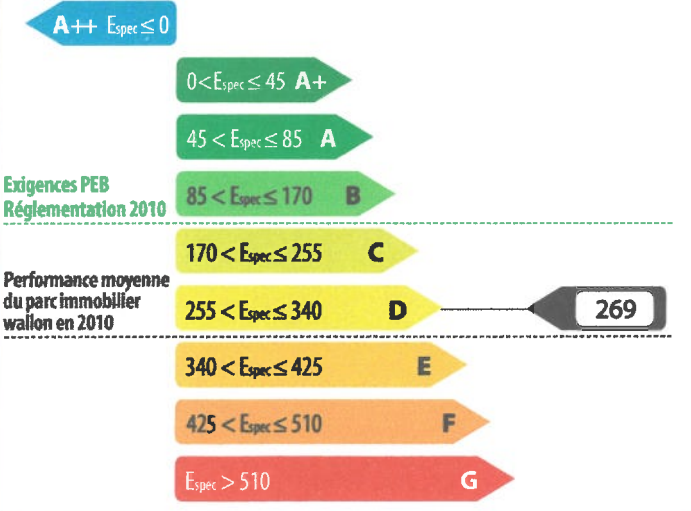 A++ Espec ≤ 0
0<Espec ≤ 45 A+
45 < Espec ≤ 85 A
Exigences PEB
Réglementation 2010
85 < Espec ≤ 170 B
170 < Espec ≤ 255 C
Performance moyenne
du parc immobilier
wallon en 2010
255 < Espec ≤ 340 D
269
340 < Espec ≤ 425 E
425 < Espec ≤ 510 F
Espec > 510 G